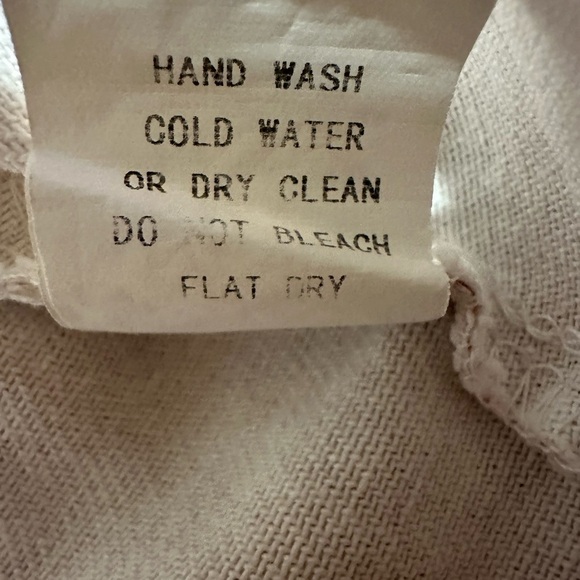 HAND WASH
COLD WATER
OR DRY CLEAN
DO NOT BLEACH
FLAT DRY